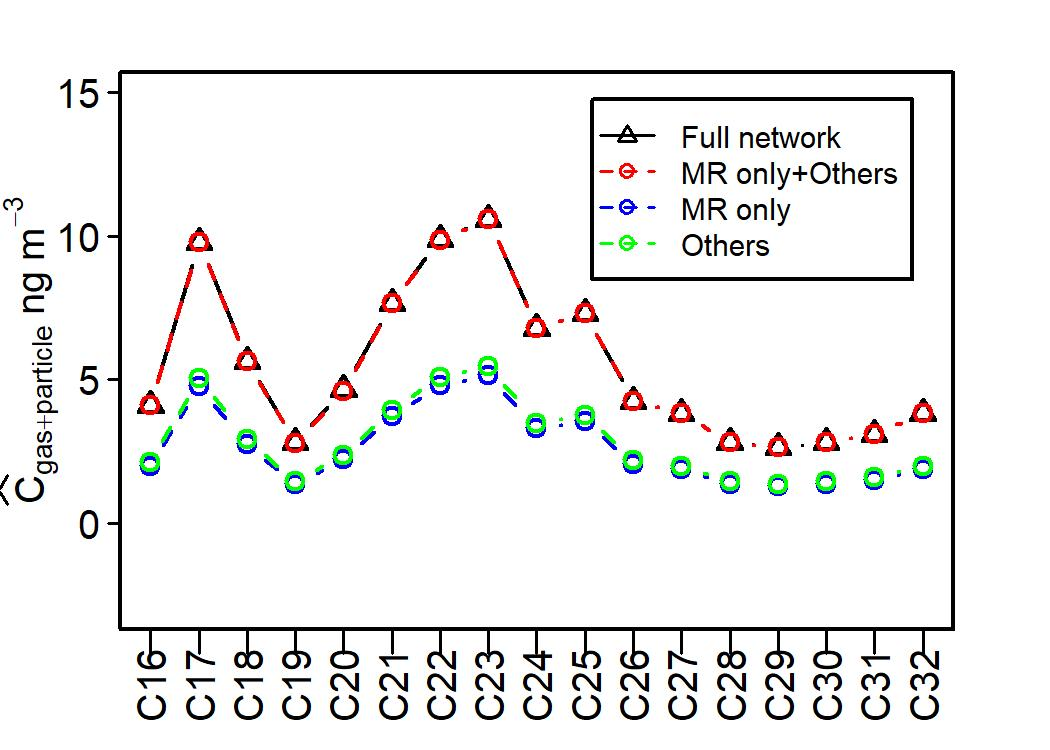 15
10
5
0
C gas+particle ng m −3
Full network
MR only+Others
MR only
Others
C16 C17 C18 C19 C20 C21 C22 C23 C24 C25 C26 C27 C28 C29 C30 C31 C32